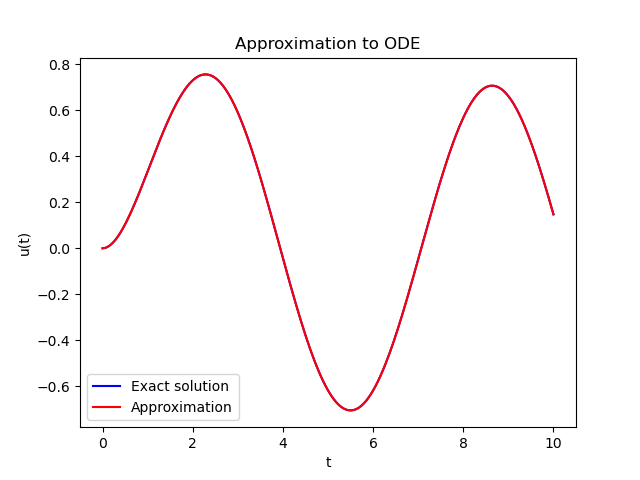 Approximation to ODE
0.8
0.6
0.4
0.2
0.0
−0.2
−0.4
−0.6
u(t)
Exact solution
Approximation
0 2 4 6 8 10
t